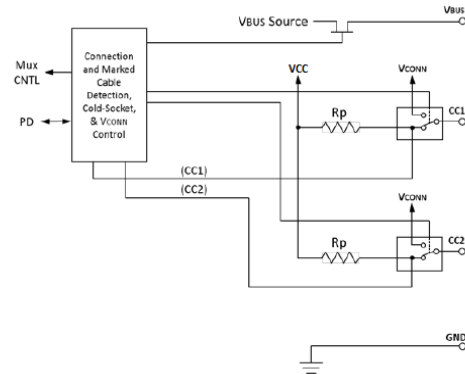 VBUS
VBUS Source
Connection
and Marked
Cable
Detection,
Cold-Socket,
& VCONN
Control
Mux
CNTL
PD
VCC
VCONN
Rp
CC1
(CC1)
(CC2)
VCONN
Rp
CC2
GND